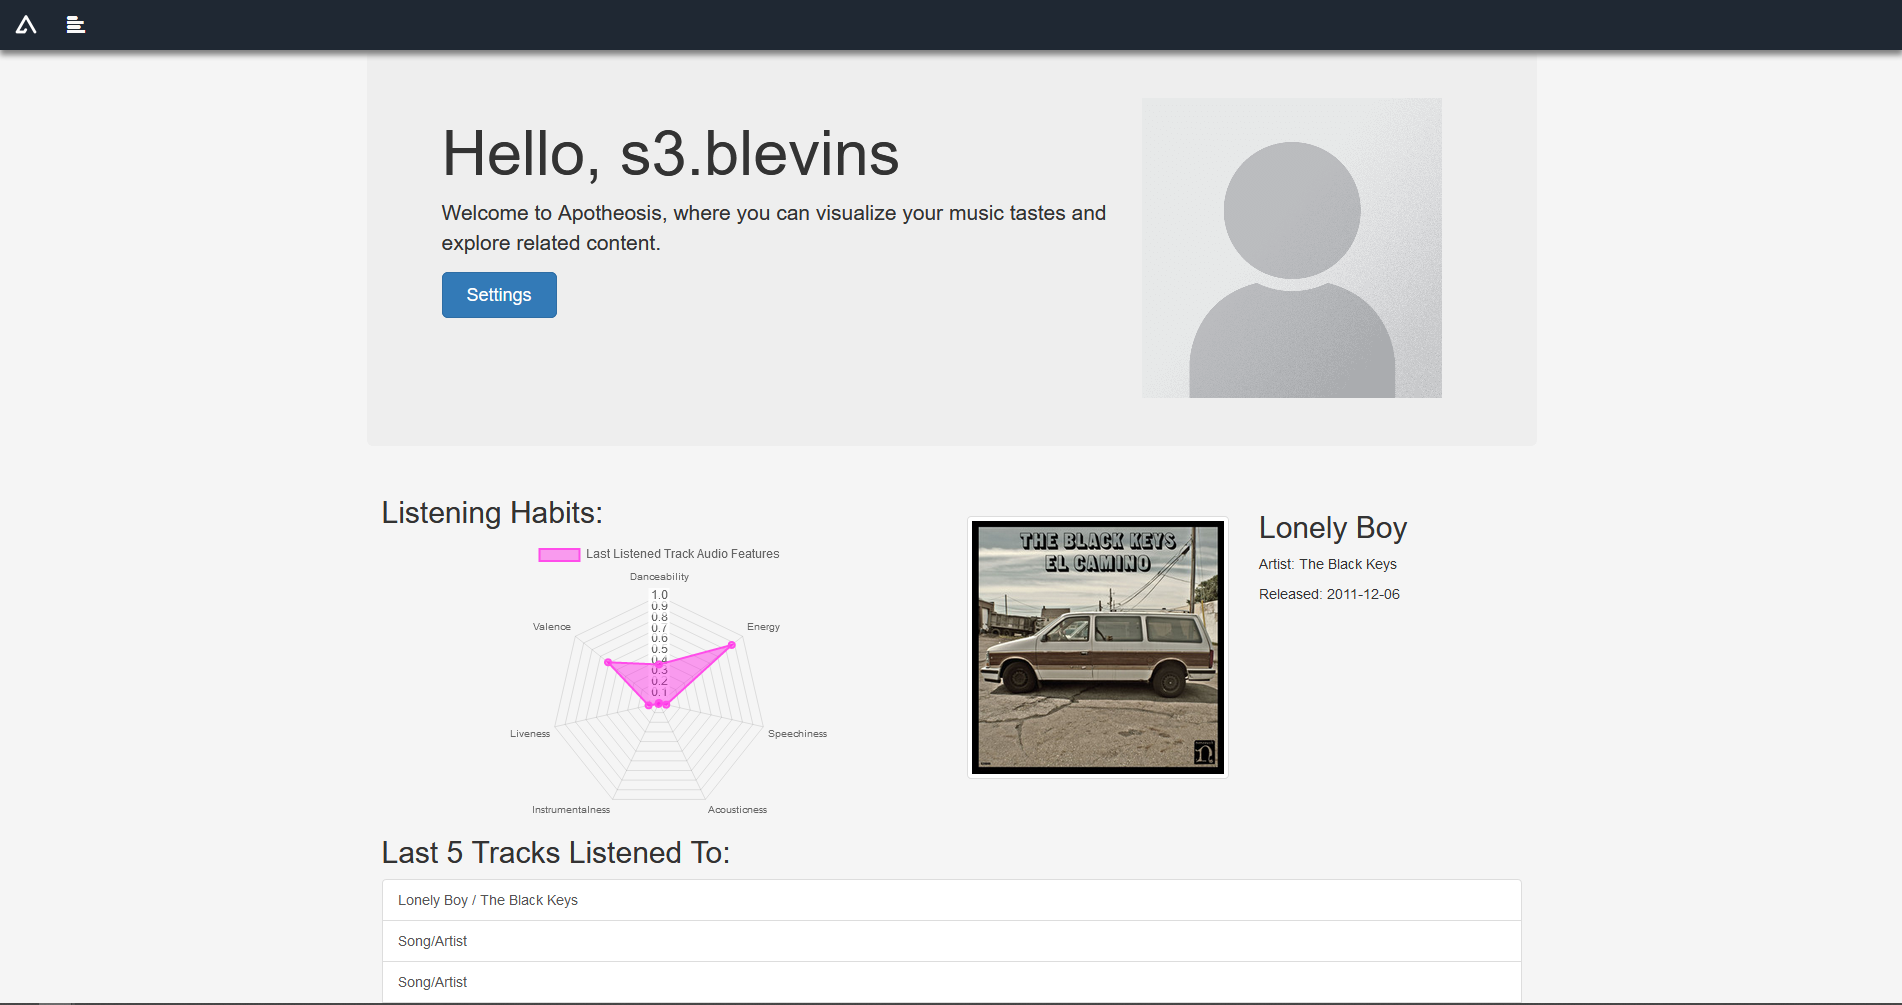 Hello, s3.blevins
Welcome to Apotheosis, where you can visualize your music tastes and
explore related content.
Settings
Listening Habits:
Last Listened Track Audio Features
Danceability
1.0
0.9
0.8
0.7
0.6
0.5
0.4
0.3
0.2
0.1
Valence
Energy
Liveness
Speechiness
Instrumentalness
Acousticness
THE BLACK KEYS
EL CAMINO
Lonely Boy
Artist: The Black Keys
Released: 2011-12-06
Last 5 Tracks Listened To:
Lonely Boy / The Black Keys
Song/Artist
Song/Artist